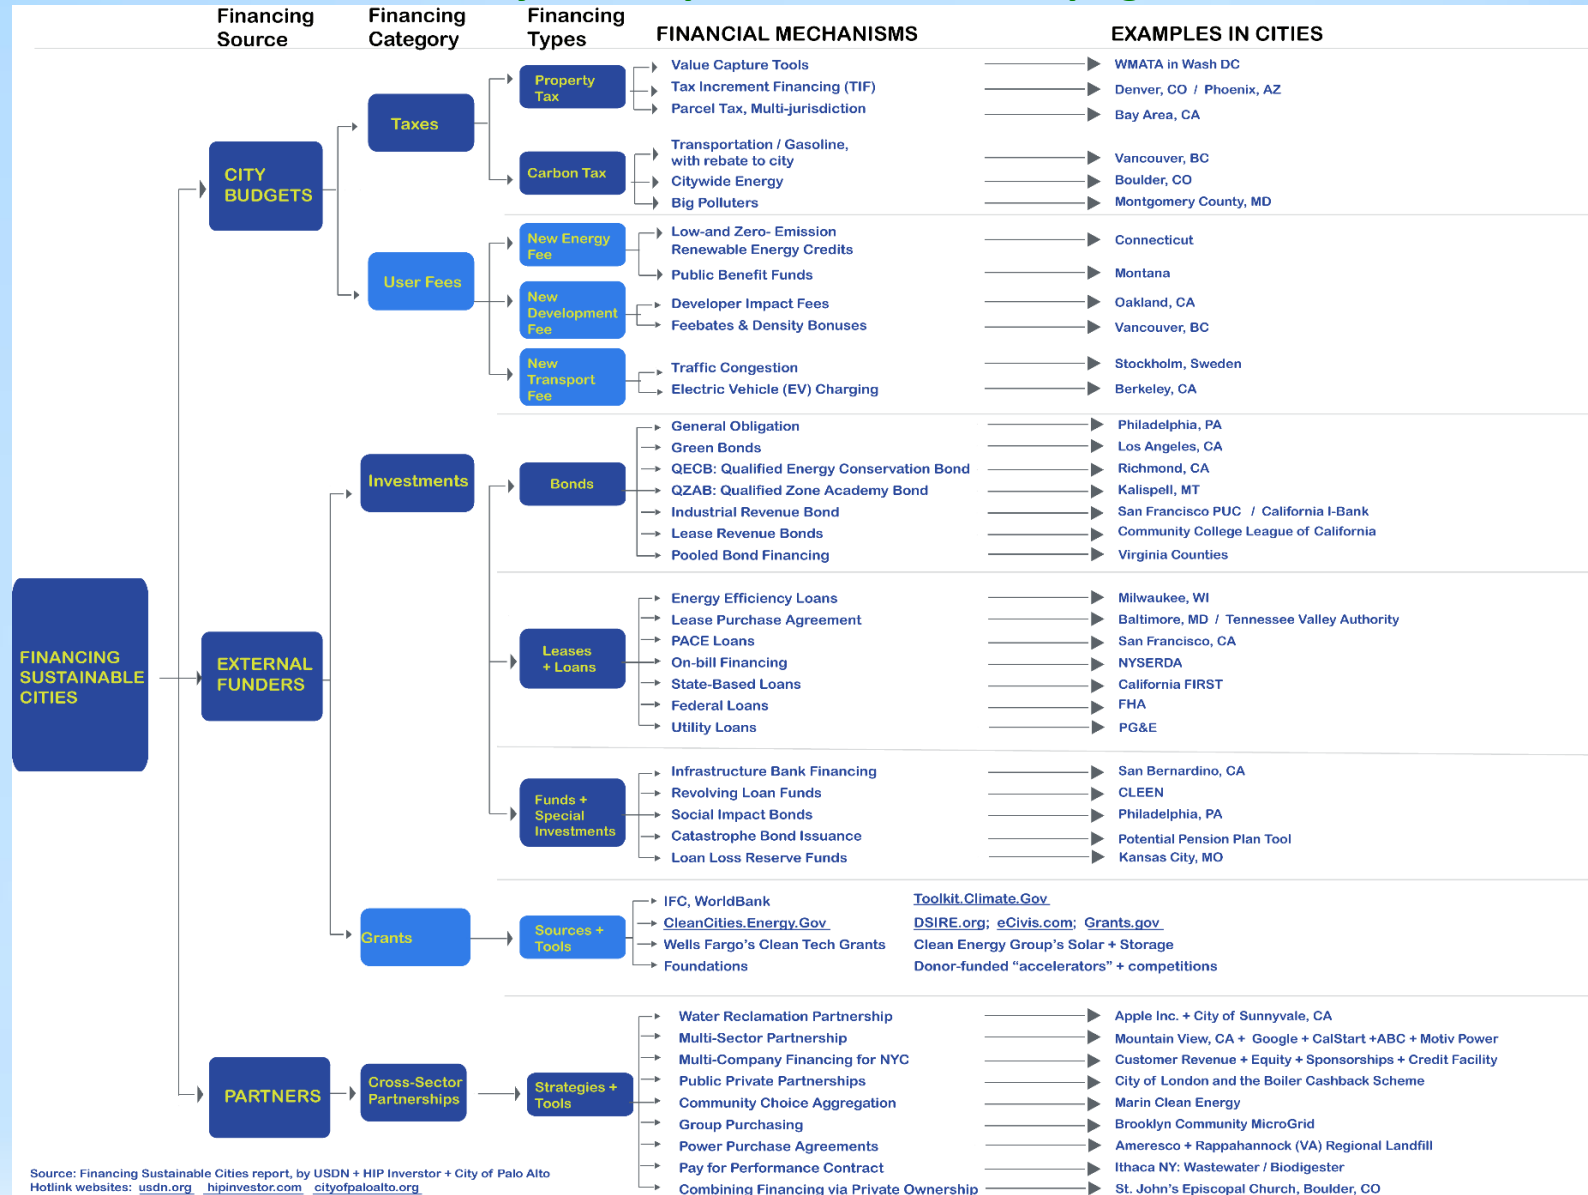 Financing Source
Financing Category
Financing Types
FINANCIAL MECHANISMS
EXAMPLES IN CITIES
FINANCING SUSTAINABLE CITIES
CITY BUDGETS
Taxes
Property Tax
Value Capture Tools
WMATA in Wash DC
Tax Increment Financing (TIF)
Denver, CO / Phoenix, AZ
Parcel Tax, Multi-jurisdiction
Bay Area, CA
Carbon Tax
Transportation / Gasoline,
with rebate to city
Vancouver, BC
Citywide Energy
Boulder, CO
Big Polluters
Montgomery County, MD
User Fees
New Energy Fee
Low-and Zero- Emission
Renewable Energy Credits
Connecticut
Public Benefit Funds
Montana
New Development Fee
Developer Impact Fees
Oakland, CA
Feebates & Density Bonuses
Vancouver, BC
New Transport Fee
Traffic Congestion
Stockholm, Sweden
Electric Vehicle (EV) Charging
Berkeley, CA
EXTERNAL FUNDERS
Investments
Bonds
General Obligation
Philadelphia, PA
Green Bonds
Los Angeles, CA
QECB: Qualified Energy Conservation Bond
Richmond, CA
QZAB: Qualified Zone Academy Bond
Kalispell, MT
Industrial Revenue Bond
San Francisco PUC / California I-Bank
Lease Revenue Bonds
Community College League of California
Pooled Bond Financing
Virginia Counties
Leases + Loans
Energy Efficiency Loans
Milwaukee, WI
Lease Purchase Agreement
Baltimore, MD / Tennessee Valley Authority
PACE Loans
San Francisco, CA
On-bill Financing
NYSERDA
State-Based Loans
California FIRST
Federal Loans
FHA
Utility Loans
PG&E
Funds + Special Investments
Infrastructure Bank Financing
San Bernardino, CA
Revolving Loan Funds
CLEEN
Social Impact Bonds
Philadelphia, PA
Catastrophe Bond Issuance
Potential Pension Plan Tool
Loan Loss Reserve Funds
Kansas City, MO
Grants
Sources + Tools
IFC, WorldBank
Toolkit.Climate.Gov
CleanCities.Energy.Gov
DSIRE.org; eCivis.com; Grants.gov
Wells Fargo's Clean Tech Grants
Clean Energy Group's Solar + Storage
Foundations
Donor-funded “accelerators” + competitions
PARTNERS
Cross-Sector Partnerships
Strategies + Tools
Water Reclamation Partnership
Apple Inc. + City of Sunnyvale, CA
Multi-Sector Partnership
Mountain View, CA + Google + CalStart +ABC + Motiv Power
Multi-Company Financing for NYC
Customer Revenue + Equity + Sponsorships + Credit Facility
Public Private Partnerships
City of London and the Boiler Cashback Scheme
Community Choice Aggregation
Marin Clean Energy
Group Purchasing
Brooklyn Community MicroGrid
Power Purchase Agreements
Ameresco + Rappahannock (VA) Regional Landfill
Pay for Performance Contract
Ithaca NY: Wastewater / Biodigester
Combining Financing via Private Ownership
St. John's Episcopal Church, Boulder, CO
Source: Financing Sustainable Cities report, by USDN + HIP Inverstor + City of Palo Alto
Hotlink websites: usdn.org hipinvestor.com cityofpaloalto.org